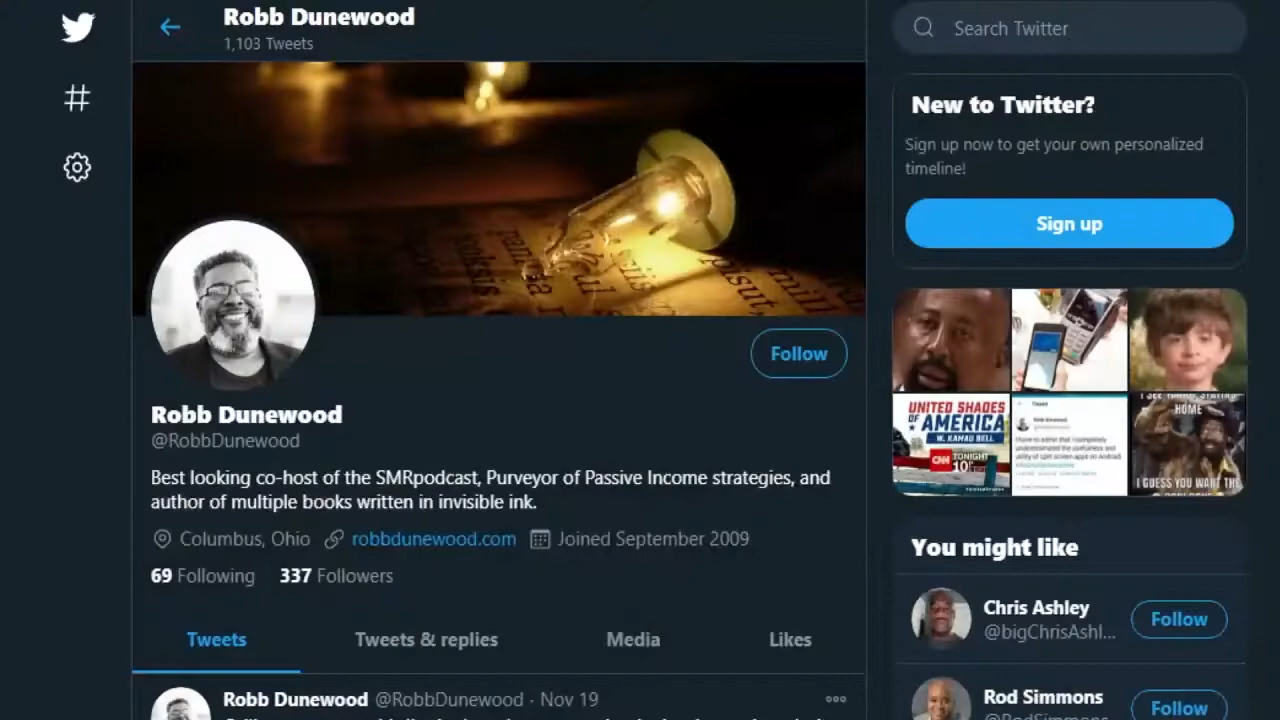 Robb Dunewood
1,103 Tweets
Search Twitter
New to Twitter?
Sign up now to get your own personalized
timeline!
Sign up
Follow
Robb Dunewood
@RobbDunewood
Best looking co-host of the SMRpodcast, Purveyor of Passive Income strategies, and
author of multiple books written in invisible ink.
Columbus, Ohio robbdunewood.com Joined September 2009
69 Following 337 Followers
Tweets Tweets & replies Media Likes
Robb Dunewood @RobbDunewood · Nov 19
pisut,
UNITED SHADES
OF AMERICA
W. KAMAU BELL
CNN TONIGHT
HOME
I GUESS YOU WANT THE
You might like
Chris Ashley
@bigChrisAshl...
Follow
Rod Simmons
Follow